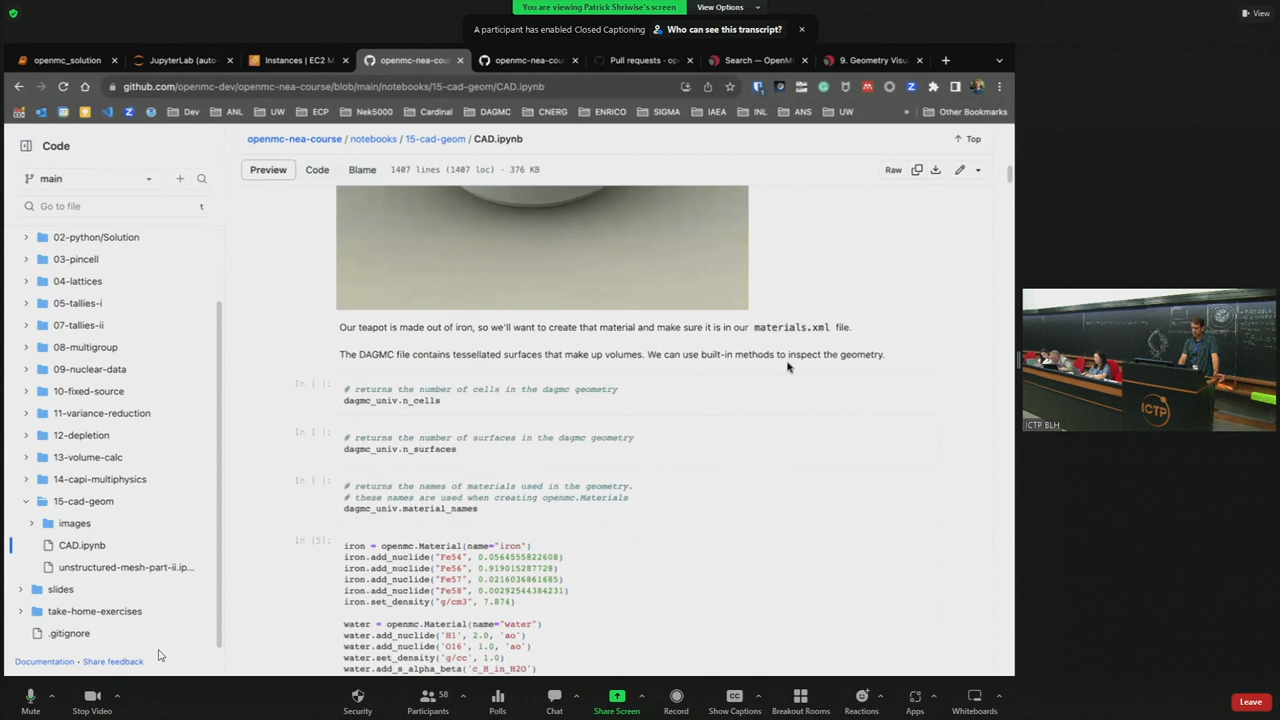 You are viewing Patrick Shriwise's screen
View Options
View
A participant has enabled Closed Captioning
Who can see this transcript?
openmc_solution
JupyterLab (auto
Instances | EC2 M
openmc-nea-cou
openmc-nea-cou
Pull requests · op
Search — OpenM
9. Geometry Visu
github.com/openmc-dev/openmc-nea-course/blob/main/notebooks/15-cad-geom/CAD.ipynb
Dev
ANL
UW
ECP
Nek5000
Cardinal
DAGMC
CNERG
ENRICO
SIGMA
IAEA
INL
ANS
UW
Other Bookmarks
Code
openmc-nea-course / notebooks / 15-cad-geom / CAD.ipynb
Top
main
Preview
Code
Blame
1407 lines (1407 loc) · 376 KB
Raw
Go to file
t
02-python/Solution
03-pincell
04-lattices
05-tallies-i
07-tallies-ii
08-multigroup
09-nuclear-data
10-fixed-source
11-variance-reduction
12-depletion
13-volume-calc
14-capi-multiphysics
15-cad-geom
images
CAD.ipynb
unstructured-mesh-part-ii.ip...
slides
take-home-exercises
.gitignore
Documentation · Share feedback
Our teapot is made out of iron, so we'll want to create that material and make sure it is in our materials.xml file.
The DAGMC file contains tessellated surfaces that make up volumes. We can use built-in methods to inspect the geometry.
In [ ]:
# returns the number of cells in the dagmc geometry
dagmc_univ.n_cells
In [ ]:
# returns the number of surfaces in the dagmc geometry
dagmc_univ.n_surfaces
In [ ]:
# returns the names of materials used in the geometry.
# these names are used when creating openmc.Materials
dagmc_univ.material_names
In [5]:
iron = openmc.Material(name="iron")
iron.add_nuclide("Fe54", 0.0564555822608)
iron.add_nuclide("Fe56", 0.919015287728)
iron.add_nuclide("Fe57", 0.0216036861685)
iron.add_nuclide("Fe58", 0.00292544384231)
iron.set_density("g/cm3", 7.874)
water = openmc.Material(name="water")
water.add_nuclide('H1', 2.0, 'ao')
water.add_nuclide('O16', 1.0, 'ao')
water.set_density('g/cc', 1.0)
water.add_s_alpha_beta('c_H_in_H2O')
ICTP
ICTP BLH
Mute
Stop Video
Security
Participants
58
Polls
Chat
Share Screen
Record
Show Captions
Breakout Rooms
Reactions
Apps
Whiteboards
Leave